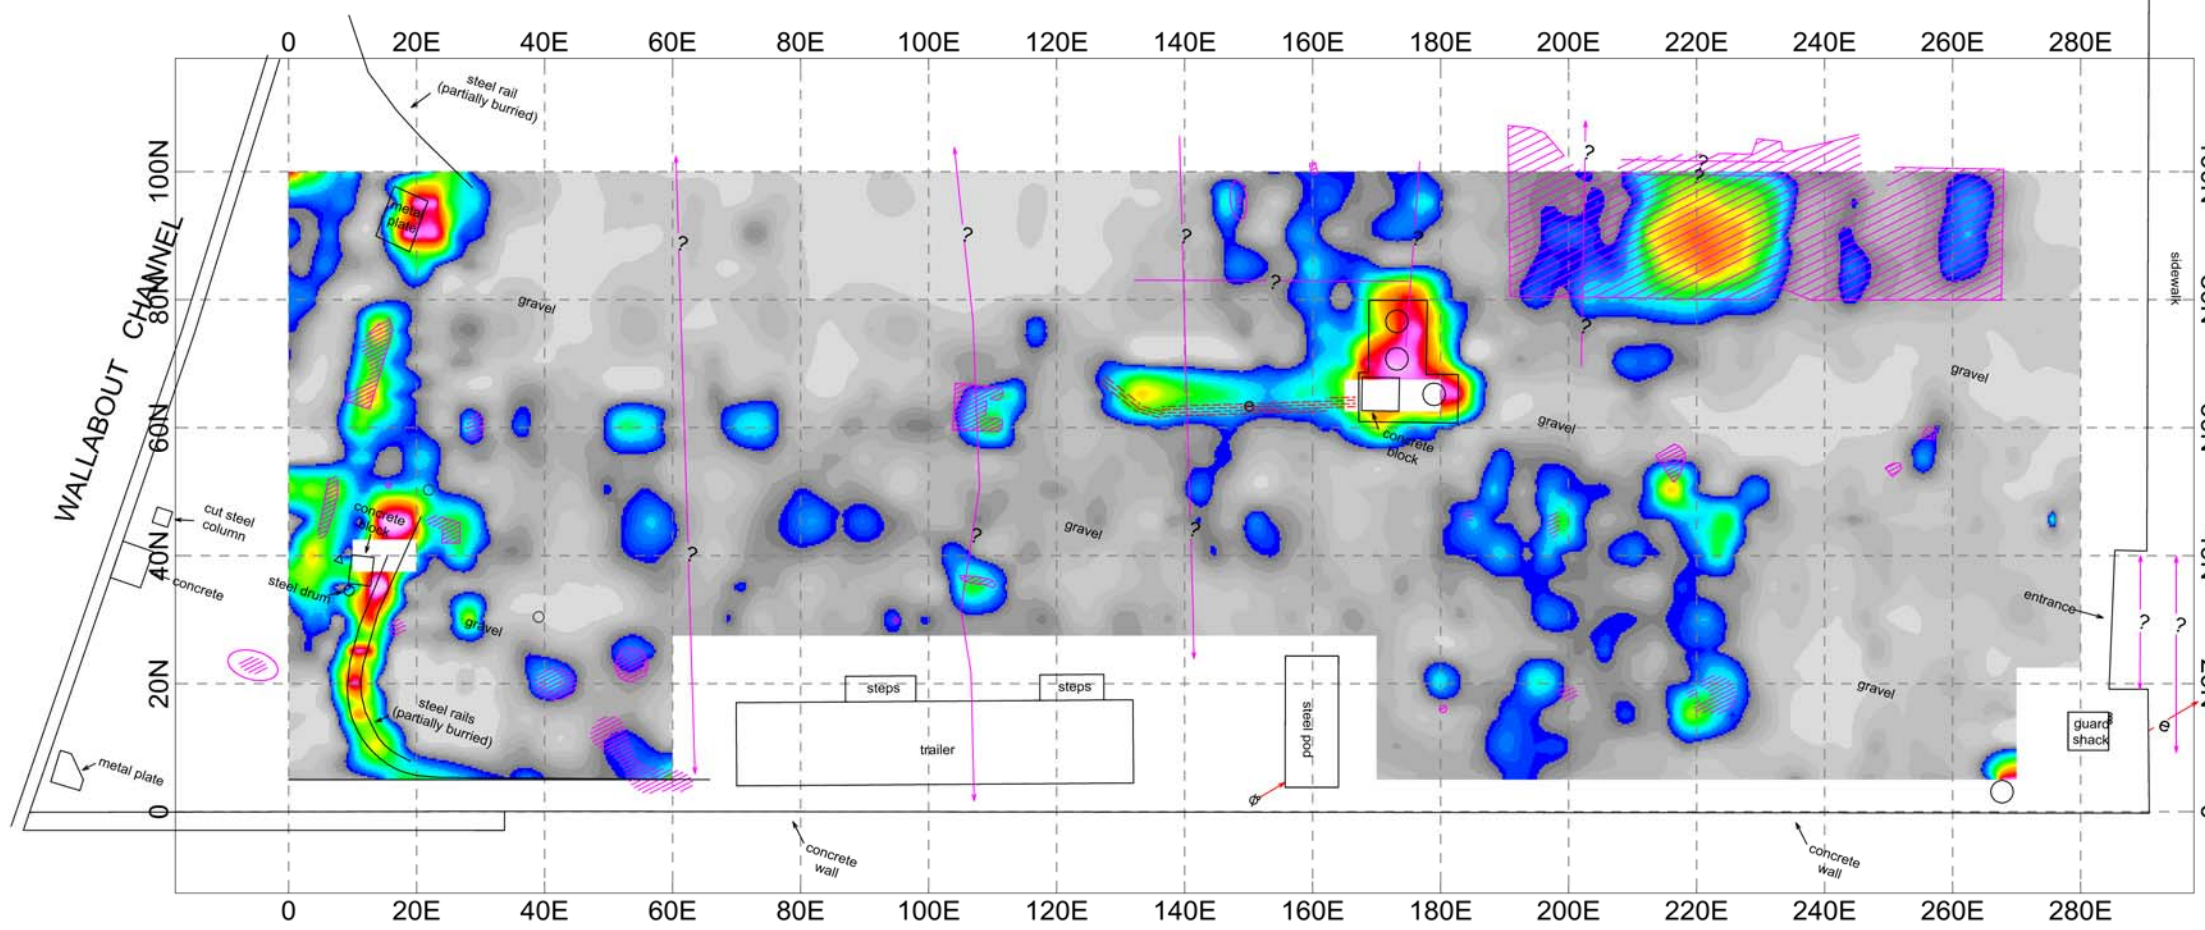 0 20E 40E 60E 80E 100E 120E 140E 160E 180E 200E 220E 240E 260E 280E
steel rail
(partially burried)
100N
metal
plate
WALLABOUT CHANNEL
?
?
?
?
?
?
?
?
sidewalk
80N
gravel
?
?
gravel
60N
e
gravel
concrete
block
cut steel
column
concrete
block
?
?
gravel
?
40N
concrete
steel drum
entrance
?
?
gravel
20N
steps
steps
gravel
steel rails
(partially burried)
steel pod
guard
shack
e
trailer
metal plate
0
concrete
wall
concrete
wall
0 20E 40E 60E 80E 100E 120E 140E 160E 180E 200E 220E 240E 260E 280E